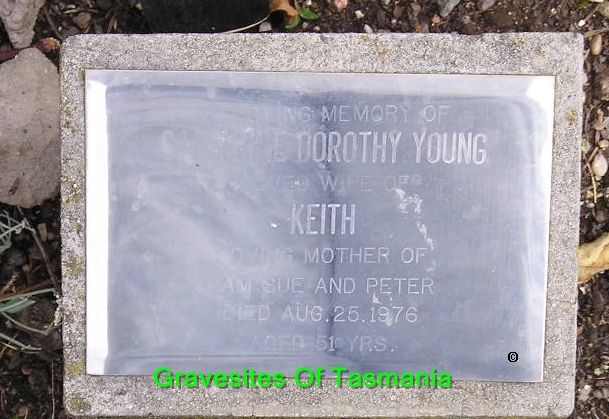 MEMORY OF
DOROTHY YOUNG
WIFE OF
KEITH
LOVING MOTHER OF
SUE AND PETER
DIED AUG.25.1976
AGED 51 YRS.
©
Gravesites Of Tasmania